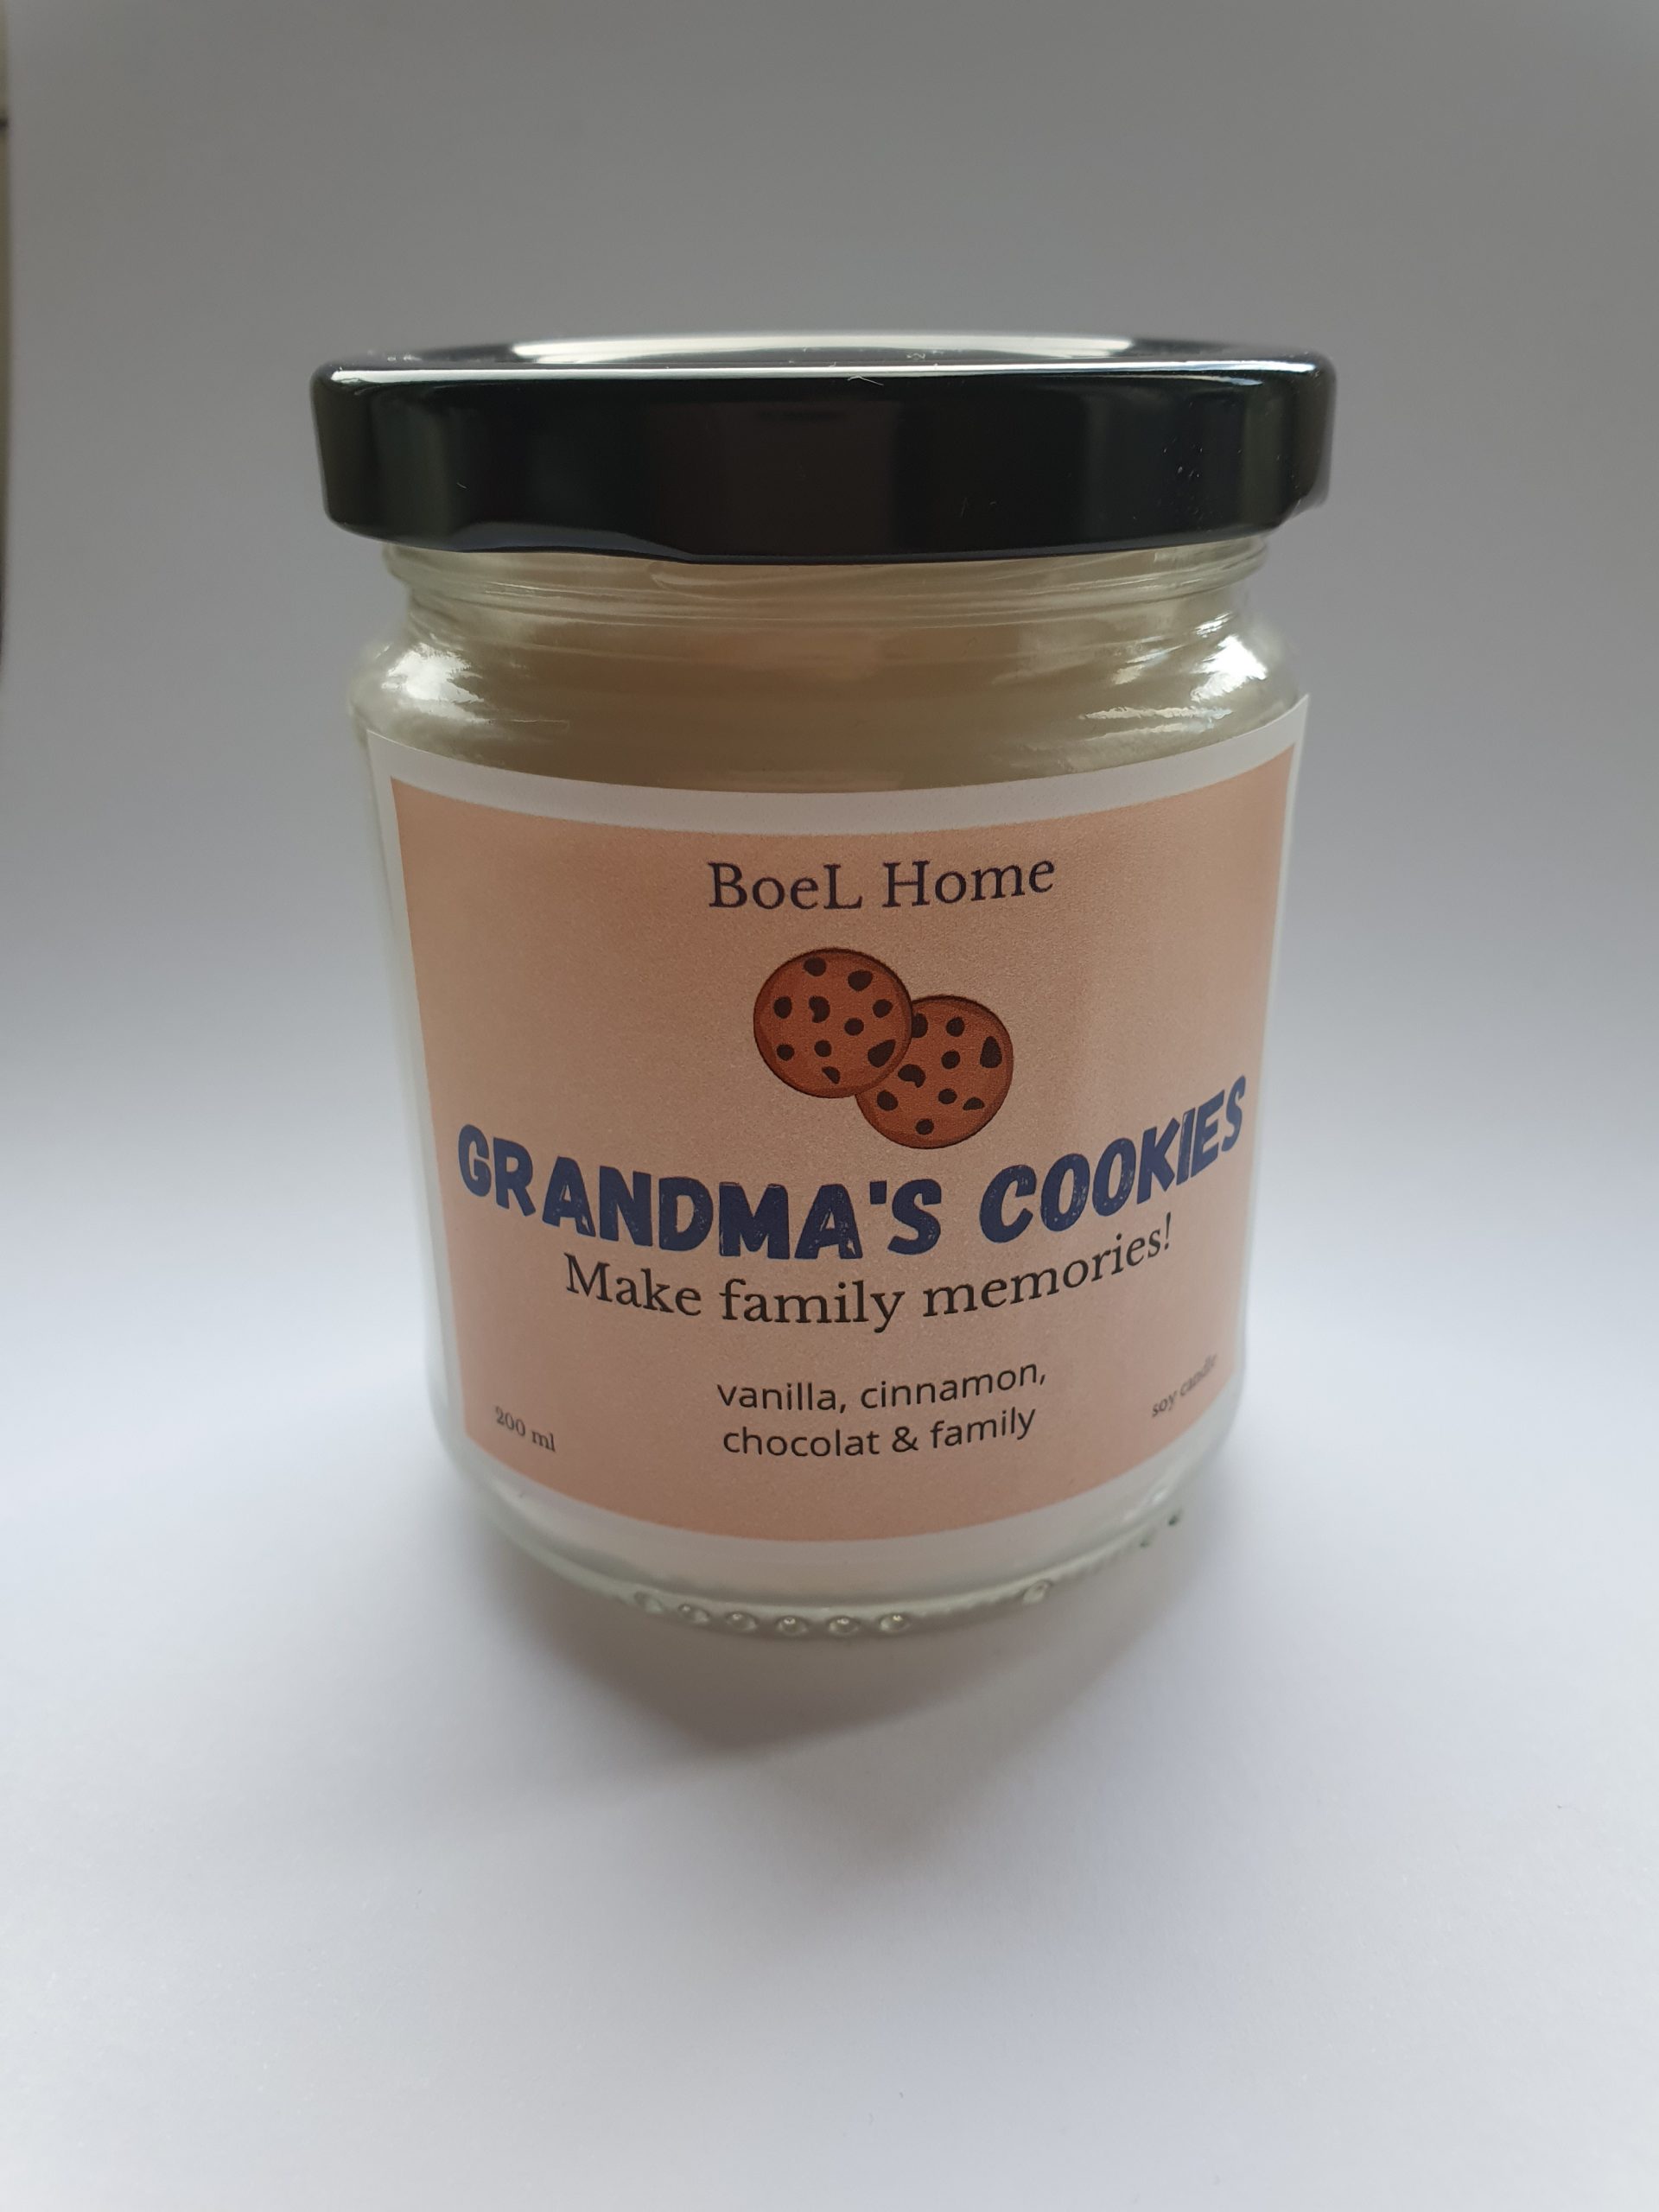 BoeL Home
GRANDMA'S COOKIES
Make family memories!
vanilla, cinnamon,
chocolat & family
200 ml
soy candle